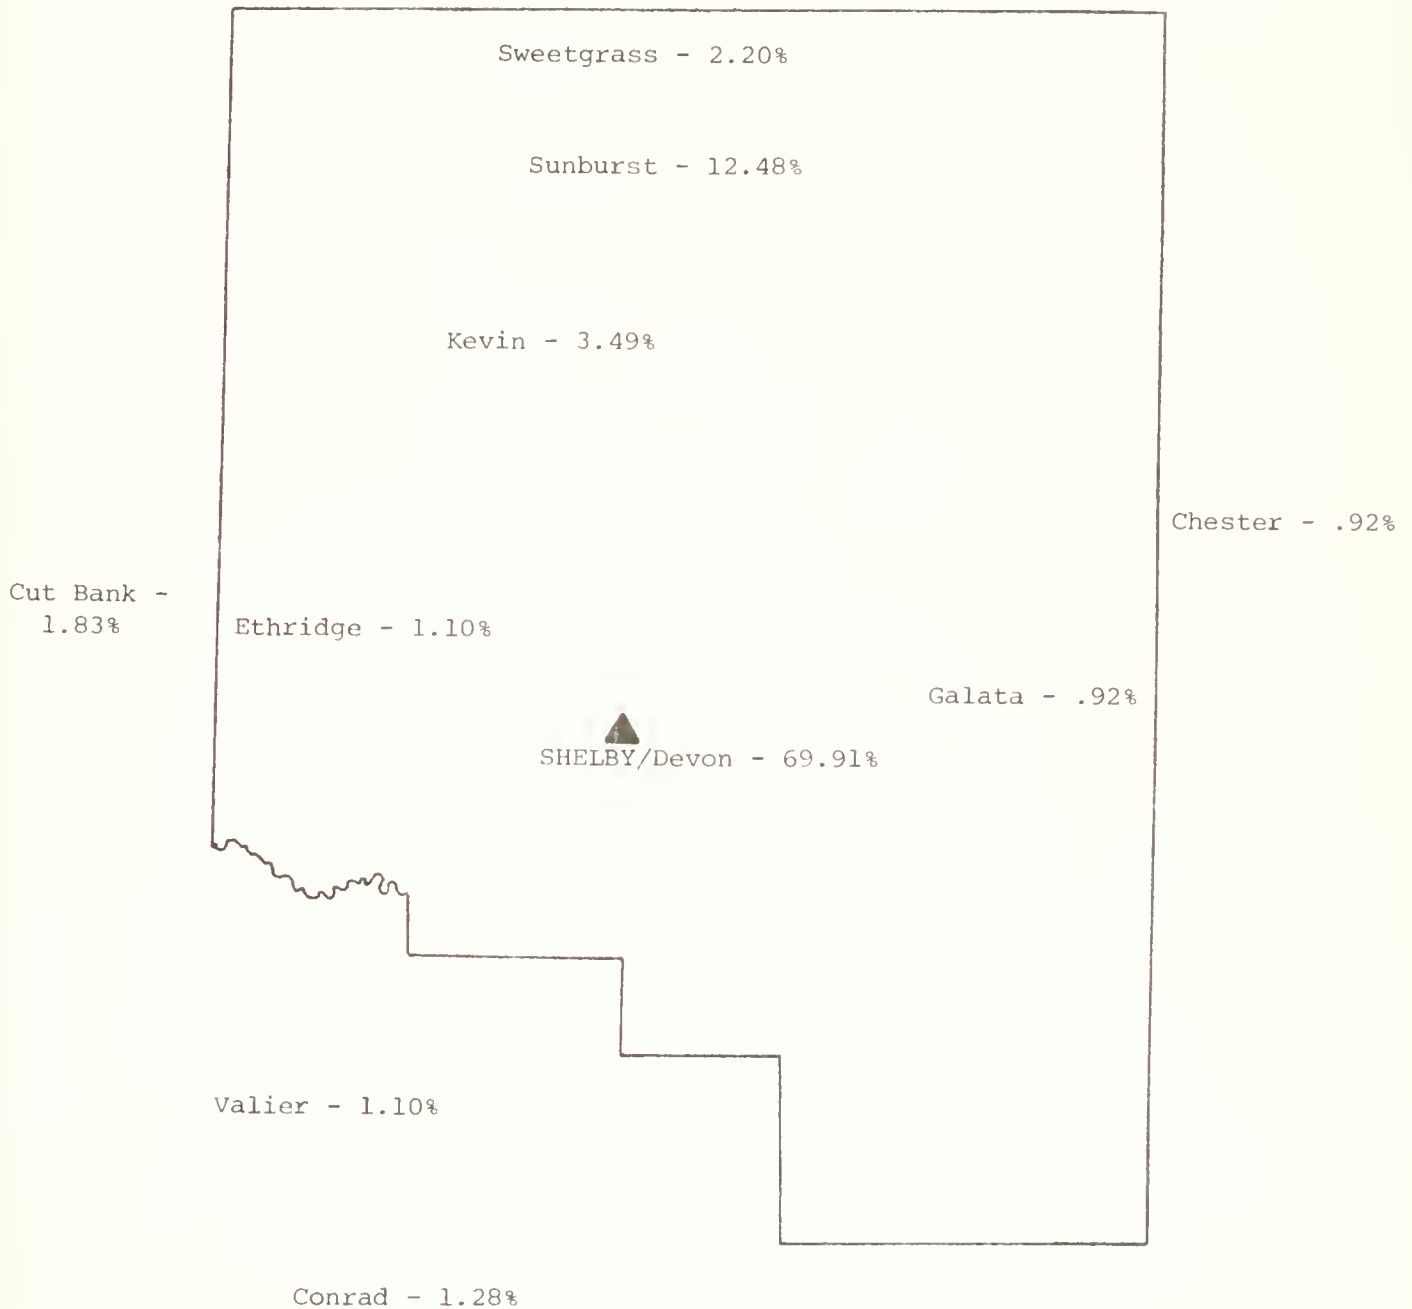 Sweetgrass - 2.20%
Sunburst - 12.48%
Kevin - 3.49%
Chester - .92%
Cut Bank -
1.83%
Ethridge - 1.10%
Galata - .92%
SHELBY/Devon - 69.91%
Valier - 1.10%
Conrad - 1.28%